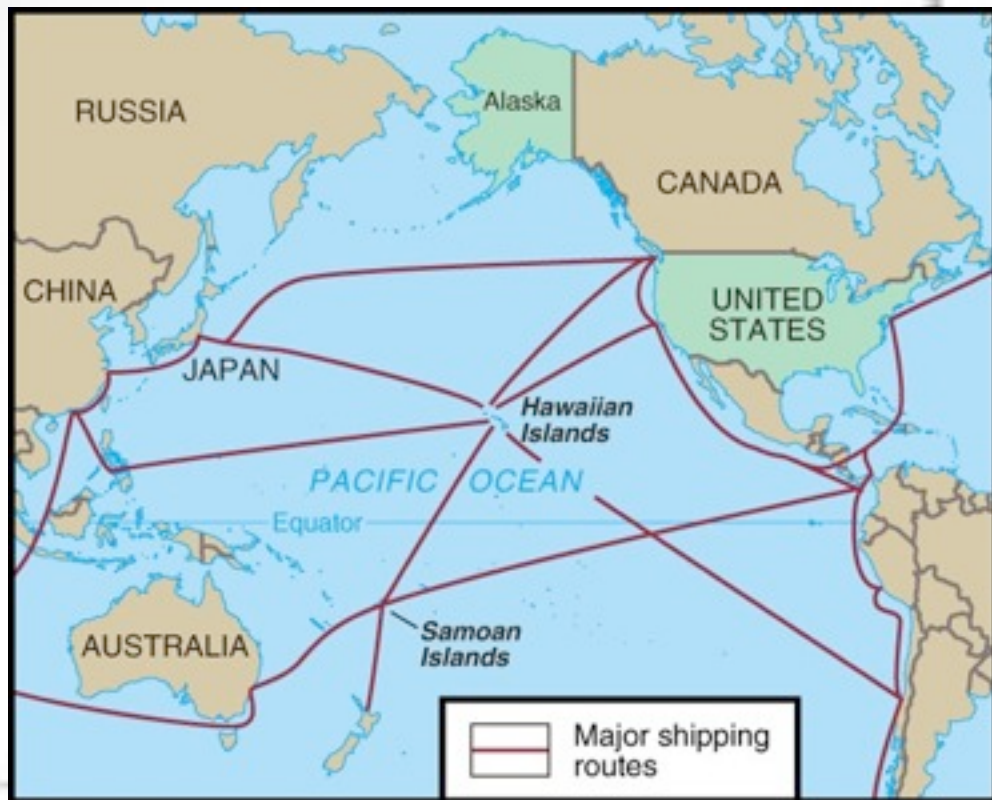 RUSSIA
Alaska
CANADA
CHINA
UNITED
STATES
JAPAN
Hawaiian
Islands
PACIFIC OCEAN
Equator
AUSTRALIA
Samoan
Islands
Major shipping
routes